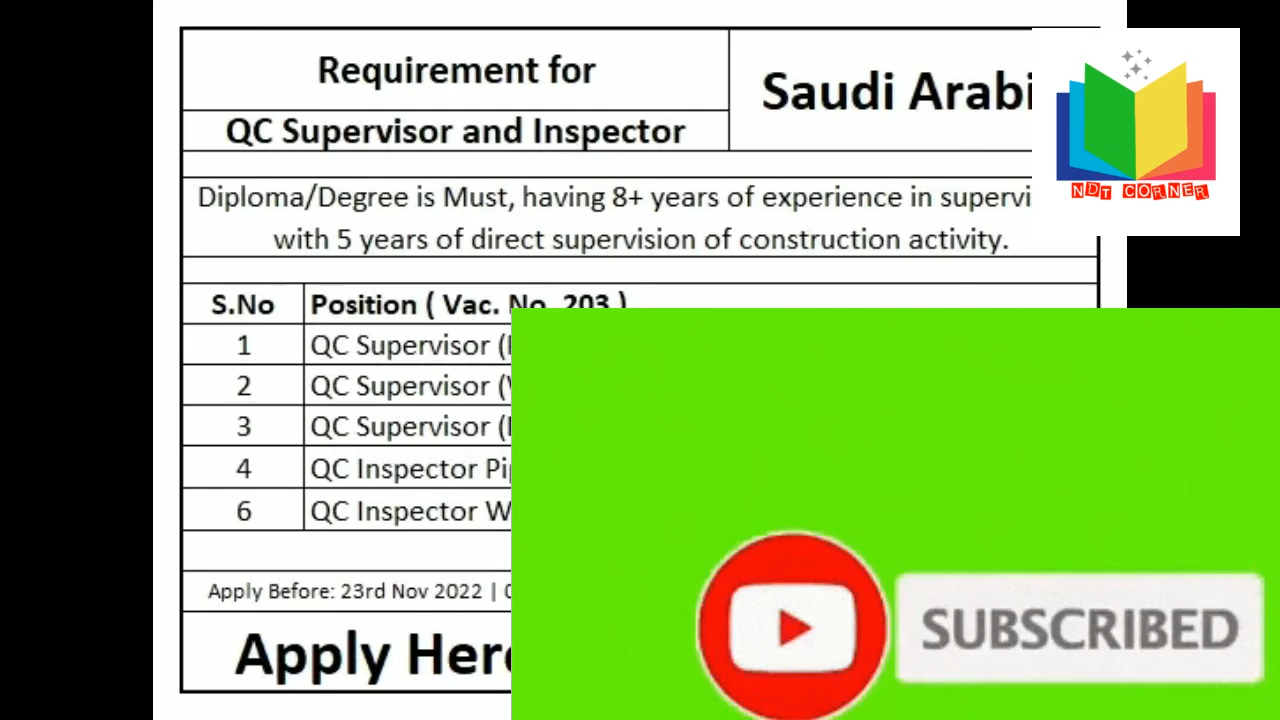 Requirement for
Saudi
QC Supervisor and Inspector
NDT CORNER
Diploma/Degree is Must, having 8+ years of experience in
with 5 years of direct supervision of construction activity.
S.No Position ( Vac. No. 203 )
1 QC Supervisor
2 QC Supervisor
3 QC Supervisor
4 QC Inspector
6 QC Inspector
Apply Before: 23rd Nov 2022 |
Apply Here
SUBSCRIBED